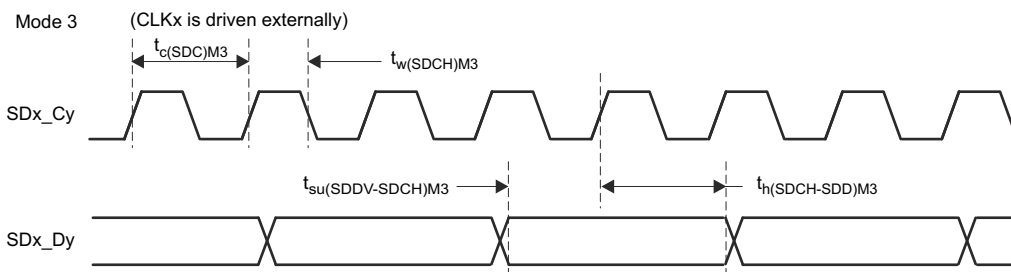 Mode 3 (CLKx is driven externally)
tc(SDC)M3
tw(SDCH)M3
SDx_Cy
tsu(SDDV-SDCH)M3
th(SDCH-SDD)M3
SDx_Dy